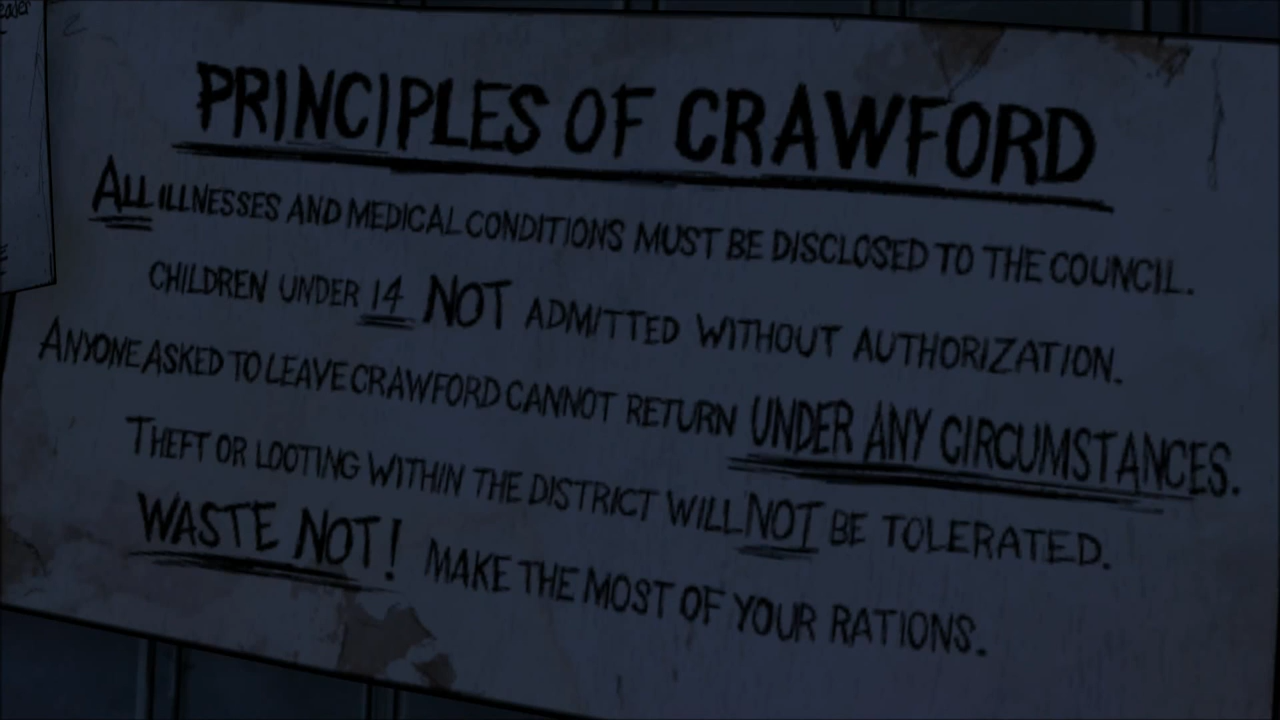 eader
PRINCIPLES OF CRAWFORD
ALL ILLNESSES AND MEDICAL CONDITIONS MUST BE DISCLOSED TO THE COUNCIL.
CHILDREN UNDER 14 NOT ADMITTED WITHOUT AUTHORIZATION.
ANYONE ASKED TO LEAVE CRAWFORD CANNOT RETURN UNDER ANY CIRCUMSTANCES.
THEFT OR LOOTING WITHIN THE DISTRICT WILL NOT BE TOLERATED.
WASTE NOT! MAKE THE MOST OF YOUR RATIONS.